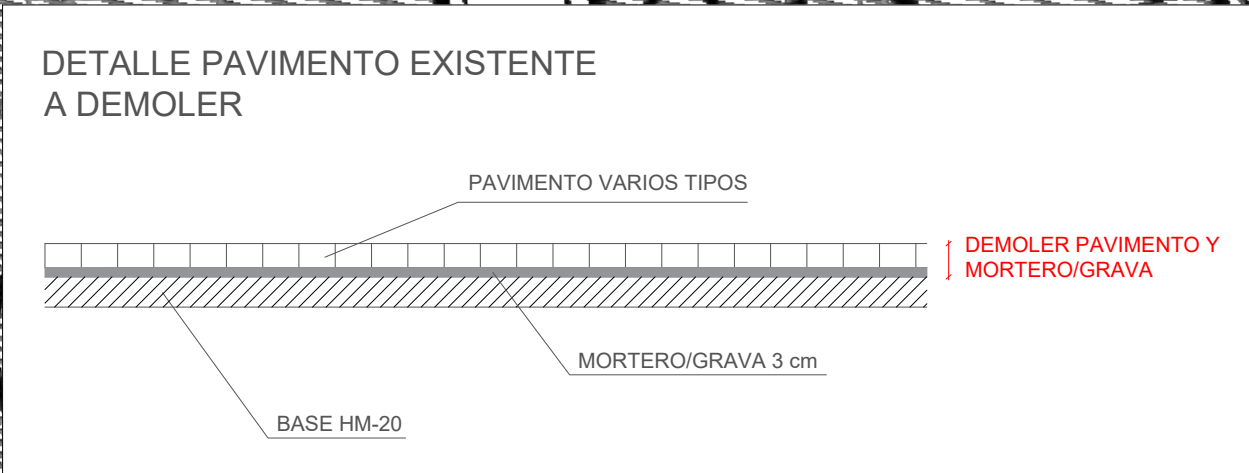 DETALLE PAVIMENTO EXISTENTE
A DEMOLER
PAVIMENTO VARIOS TIPOS
DEMOLER PAVIMENTO Y
MORTERO/GRAVA
MORTERO/GRAVA 3 cm
BASE HM-20